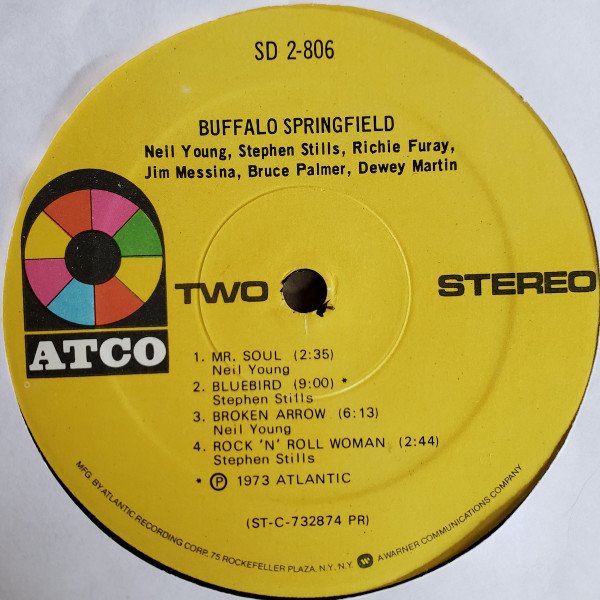 SD 2-806
BUFFALO SPRINGFIELD
Neil Young, Stephen Stills, Richie Furay,
Jim Messina, Bruce Palmer, Dewey Martin
ATCO
TWO
STEREO
1. MR. SOUL (2:35)
Neil Young
2. BLUEBIRD (9:00) *
Stephen Stills
3. BROKEN ARROW (6:13)
Neil Young
4. ROCK 'N' ROLL WOMAN (2:44)
Stephen Stills
* Ⓟ 1973 ATLANTIC
(ST-C-732874 PR)
MFG. BY ATLANTIC RECORDING CORP. 75 ROCKEFELLER PLAZA, N.Y. N.Y. A WARNER COMMUNICATIONS COMPANY